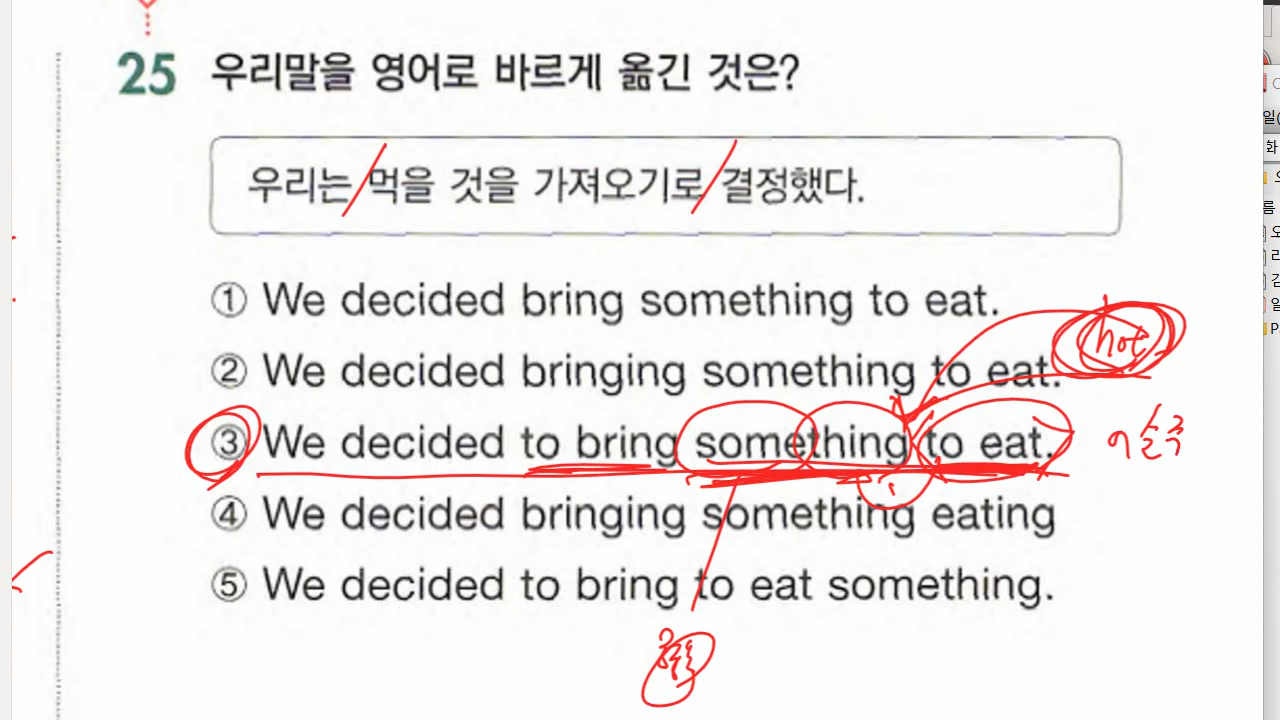 25 우리말을 영어로 바르게 옮긴 것은?
우리는 먹을 것을 가져오기로 결정했다.
① We decided bring something to eat.
hot
② We decided bringing something to eat.
③ We decided to bring something to eat.
④ We decided bringing something eating
⑤ We decided to bring to eat something.